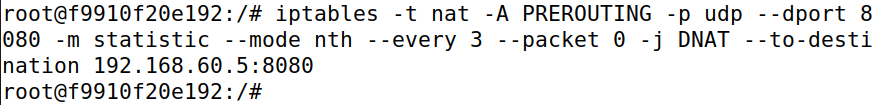 root@f9910f20e192:/# iptables -t nat -A PREROUTING -p udp --dport 8
080 -m statistic --mode nth --every 3 --packet 0 -j DNAT --to-desti
nation 192.168.60.5:8080
root@f9910f20e192:/#